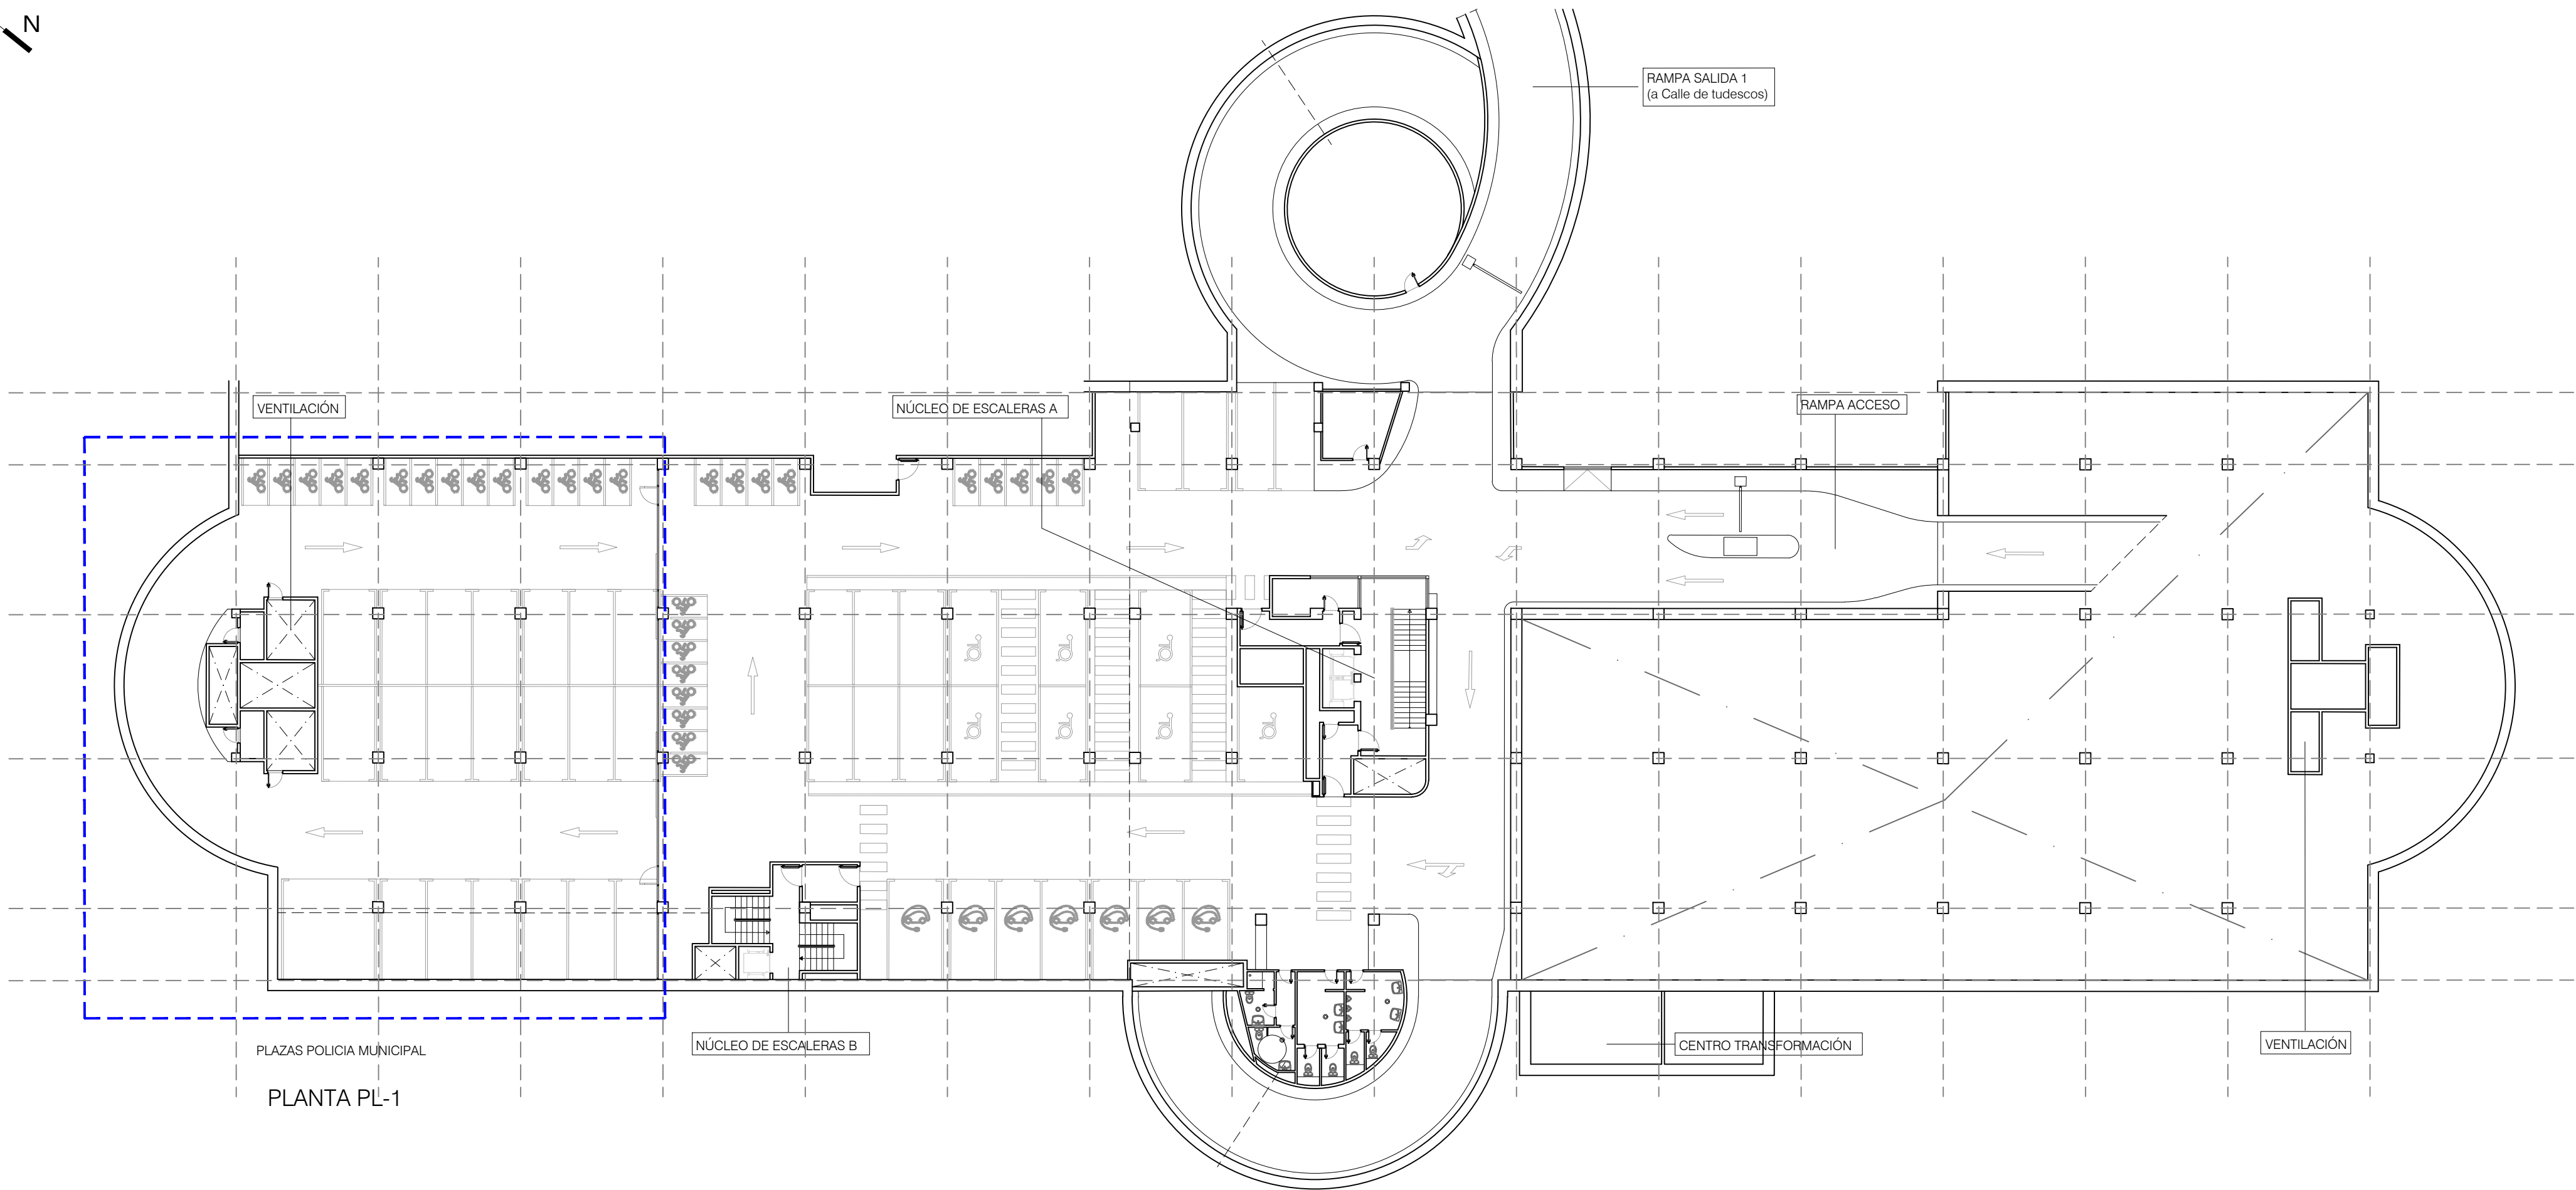 N
RAMPA SALIDA 1
(a Calle de tudescos)
VENTILACIÓN
NÚCLEO DE ESCALERAS A
RAMPA ACCESO
NÚCLEO DE ESCALERAS B
CENTRO TRANSFORMACIÓN
VENTILACIÓN
PLAZAS POLICIA MUNICIPAL
PLANTA PL-1